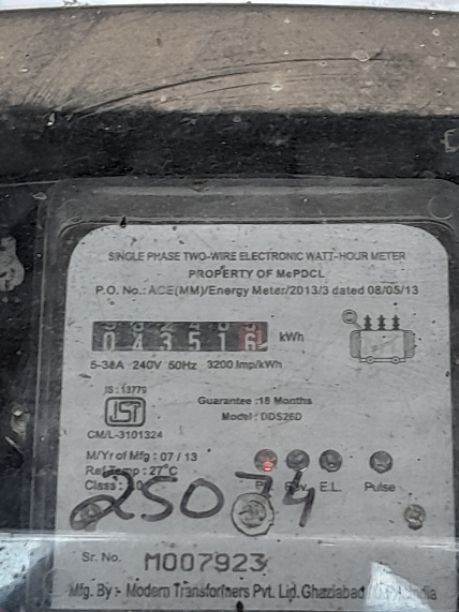 SINGLE PHASE TWO-WIRE ELECTRONIC WATT-HOUR METER
PROPERTY OF MePDCL
P.O. No.: ACE(MM)/Energy Meter/2013/3 dated 08/05/13
043516 kWh
5-30A 240V 50Hz 3200 Imp/kWh
IS : 13779
ISI
Guarantee : 18 Months
CM/L-3101324
Model : DDS26D
M/Yr of Mfg : 07 / 13
Ref.Temp : 27°C
Class :
E.L. Pulse
25074
Sr. No. M007923
Mfg. By :- Modern Transformers Pvt. Ltd. Ghaziabad India